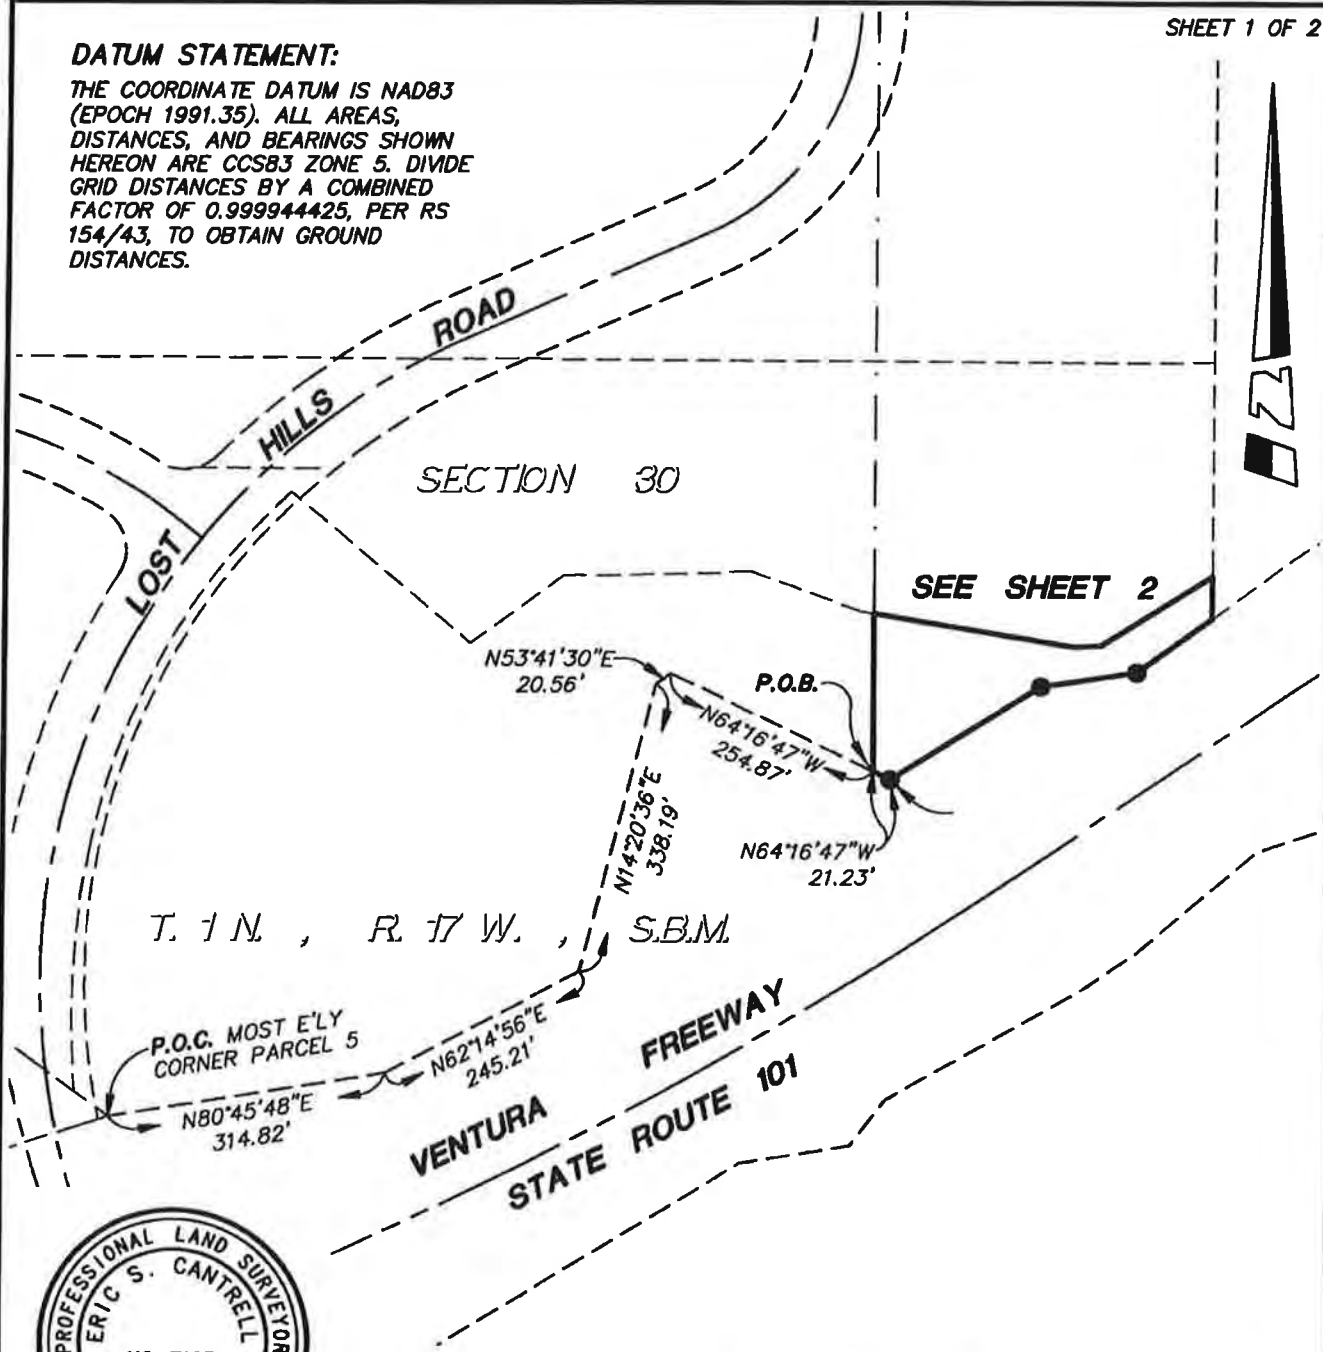 SHEET 1 OF 2
DATUM STATEMENT:
THE COORDINATE DATUM IS NAD83
(EPOCH 1991.35). ALL AREAS,
DISTANCES, AND BEARINGS SHOWN
HEREON ARE CCS83 ZONE 5. DIVIDE
GRID DISTANCES BY A COMBINED
FACTOR OF 0.999944425, PER RS
154/43, TO OBTAIN GROUND
DISTANCES.
LOST HILLS ROAD
N
SECTION 30
SEE SHEET 2
N53°41'30"E
20.56'
P.O.B.
N64°16'47"W
254.87'
N14°20'36"E
338.19'
N64°16'47"W
21.23'
T. 1 N. , R. 17 W. , S.B.M.
P.O.C. MOST E'LY
CORNER PARCEL 5
N80°45'48"E
314.82'
N62°14'56"E
245.21'
VENTURA FREEWAY
STATE ROUTE 101
PROFESSIONAL LAND SURVEYOR
ERIC S. CANTRELL